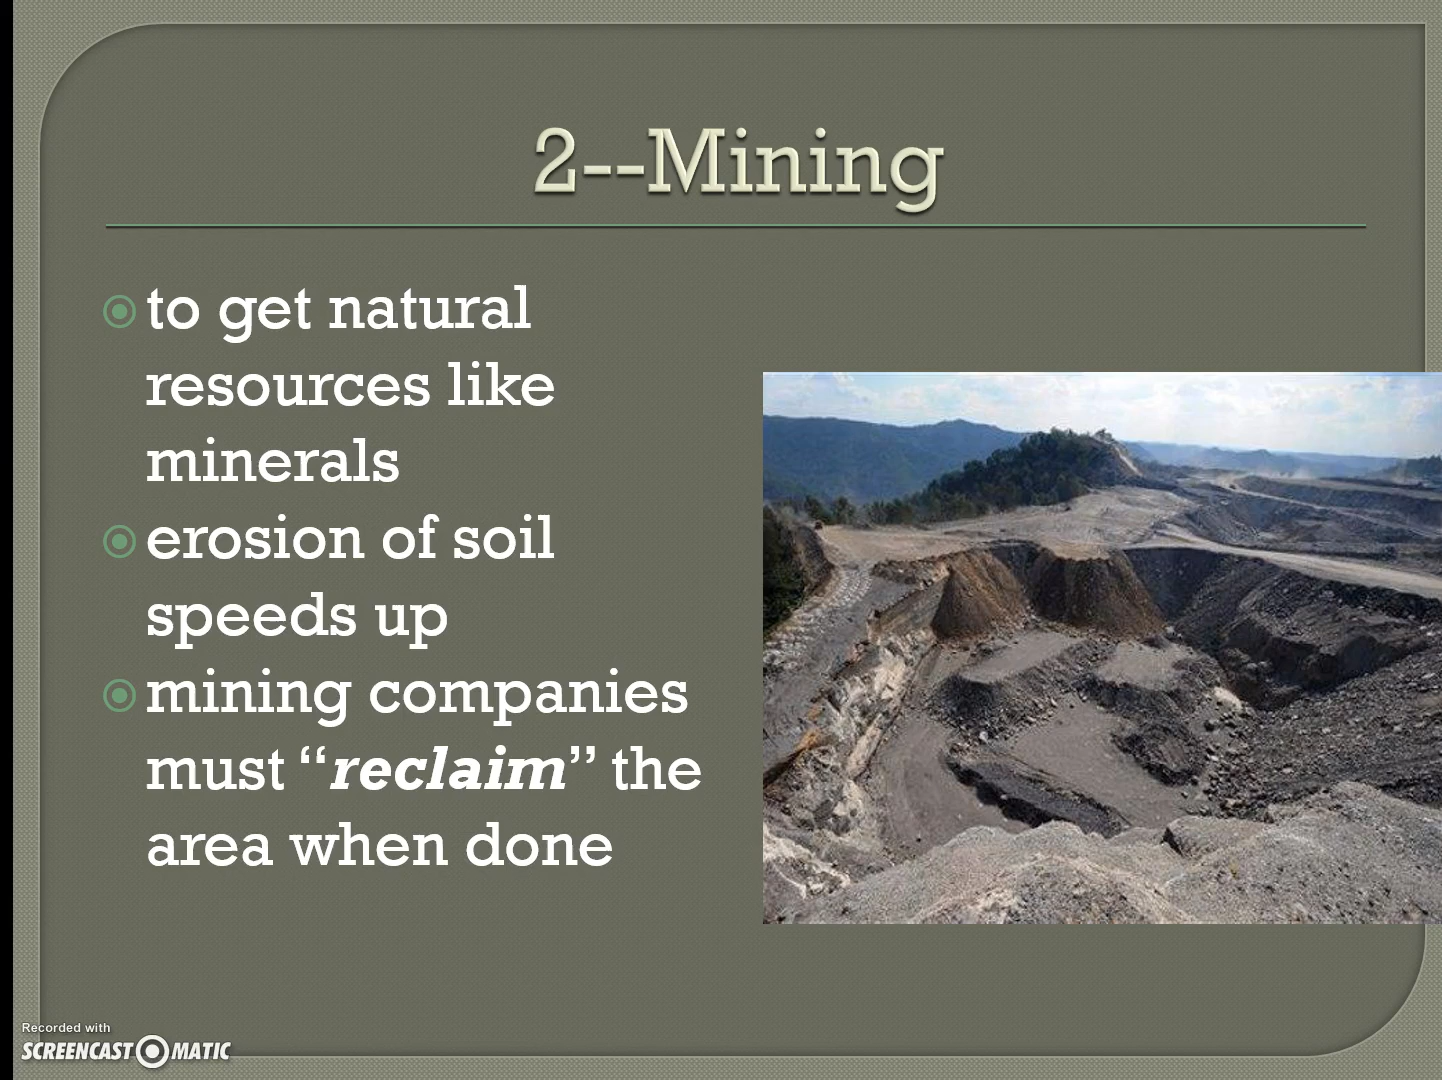 2--Mining
to get natural
resources like
minerals
erosion of soil
speeds up
mining companies
must “reclaim” the
area when done
Recorded with
SCREENCAST MATIC